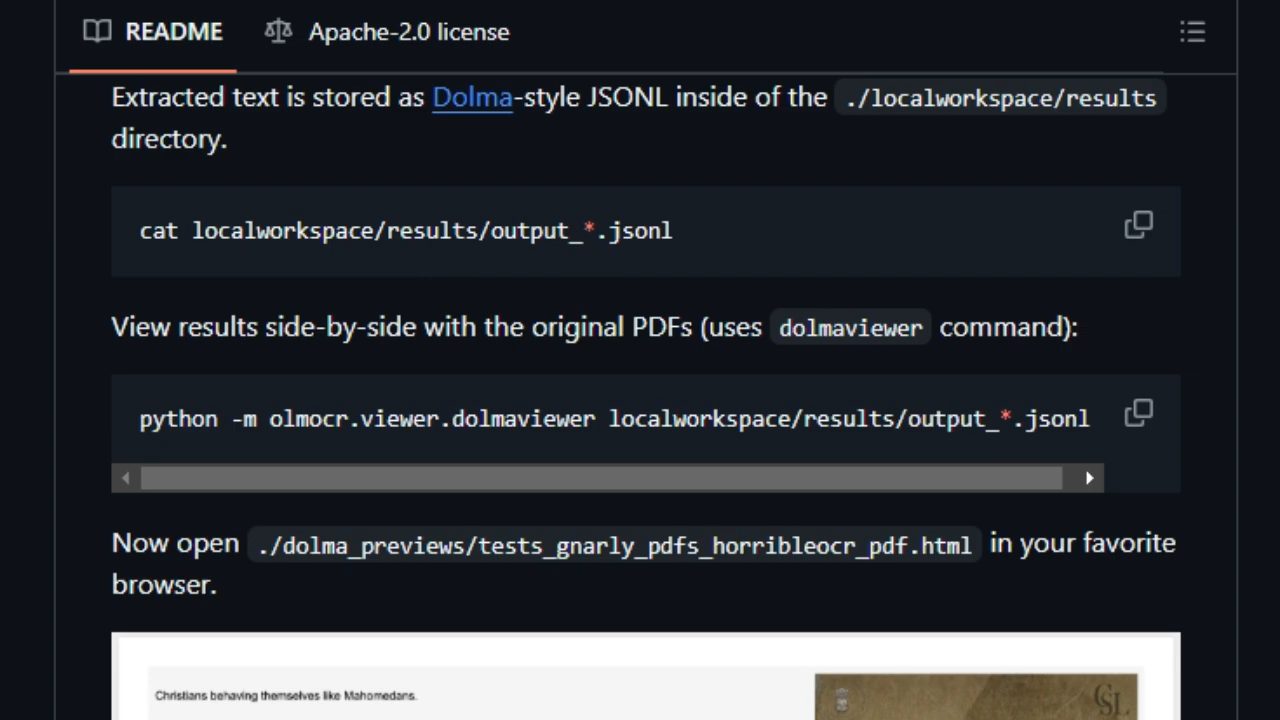 README Apache-2.0 license
Extracted text is stored as Dolma-style JSONL inside of the ./localworkspace/results
directory.
cat localworkspace/results/output_*.jsonl
View results side-by-side with the original PDFs (uses dolmaviewer command):
python -m olmocr.viewer.dolmaviewer localworkspace/results/output_*.jsonl
Now open ./dolma_previews/tests_gnarly_pdfs_horribleocr_pdf.html in your favorite
browser.
Christians behaving themselves like Mahomedans.
CSL